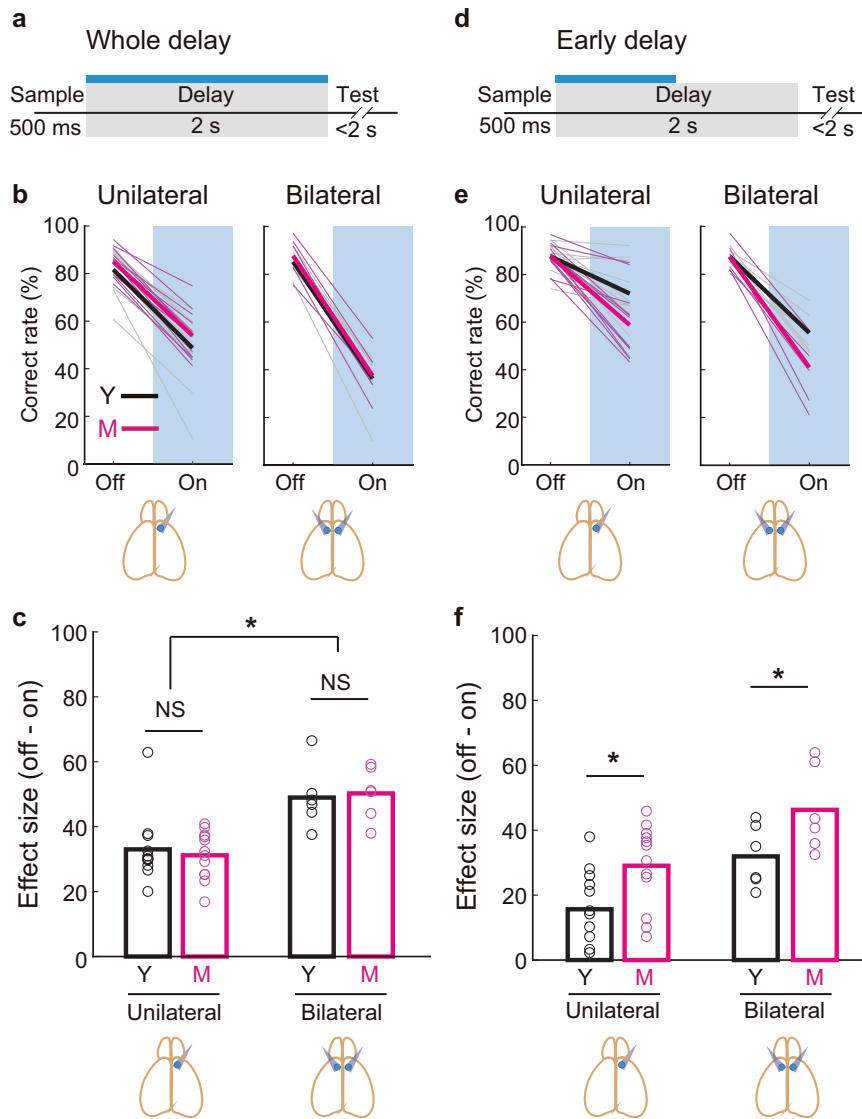 a
Whole delay
Sample Delay Test
500 ms 2 s <2 s
b
Unilateral Bilateral
Correct rate (%)
100
80
60
40
20
0
Y
M
Off On Off On
c
Effect size (off - on)
100
80
60
40
20
0
*
NS NS
Y M Y M
Unilateral Bilateral
d
Early delay
Sample Delay Test
500 ms 2 s <2 s
e
Unilateral Bilateral
Correct rate (%)
100
80
60
40
20
0
Off On Off On
f
Effect size (off - on)
100
80
60
40
20
0
* *
Y M Y M
Unilateral Bilateral